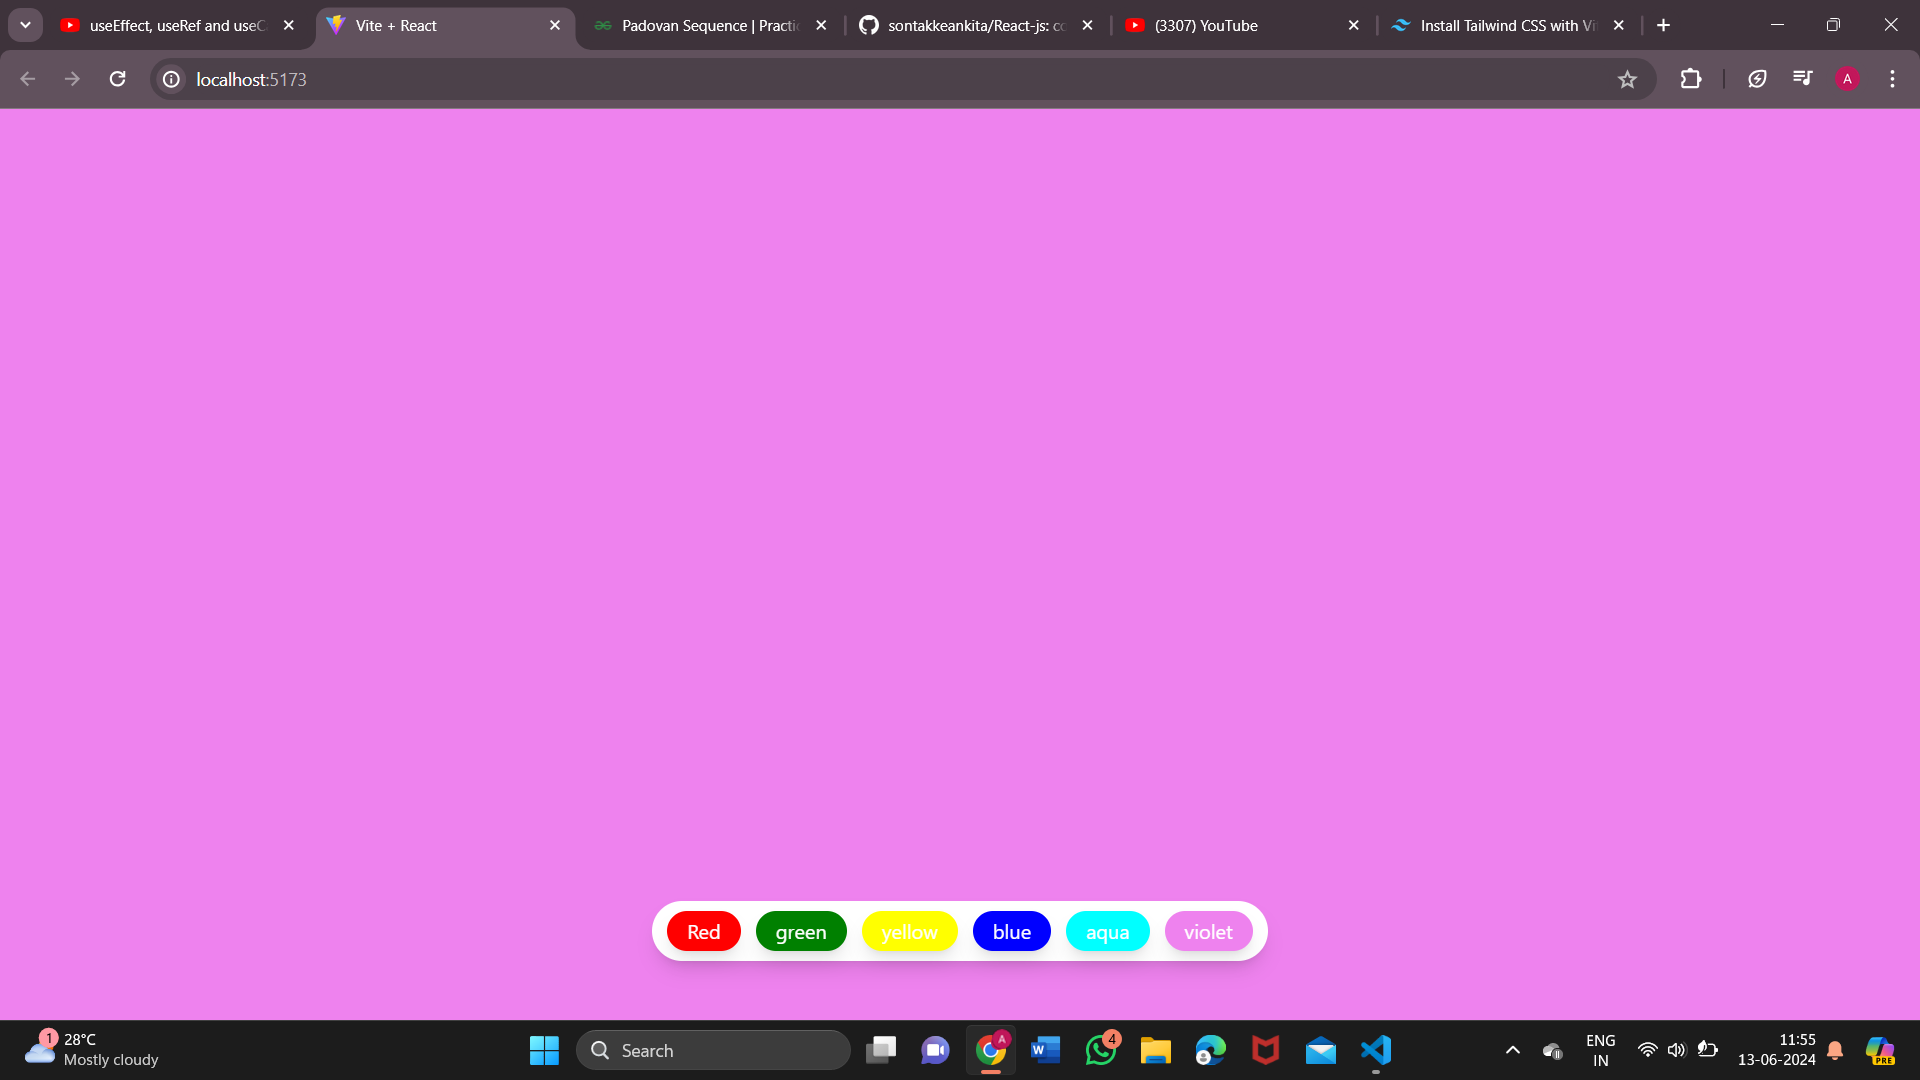 useEffect, useRef and useC
Vite + React
Padovan Sequence | Practic
sontakkeankita/React-js: co
(3307) YouTube
Install Tailwind CSS with Vi
localhost:5173
A
Red green yellow blue aqua violet
1
28°C
Mostly cloudy
Search
A
W
4
ENG
IN
11:55
13-06-2024
PRE